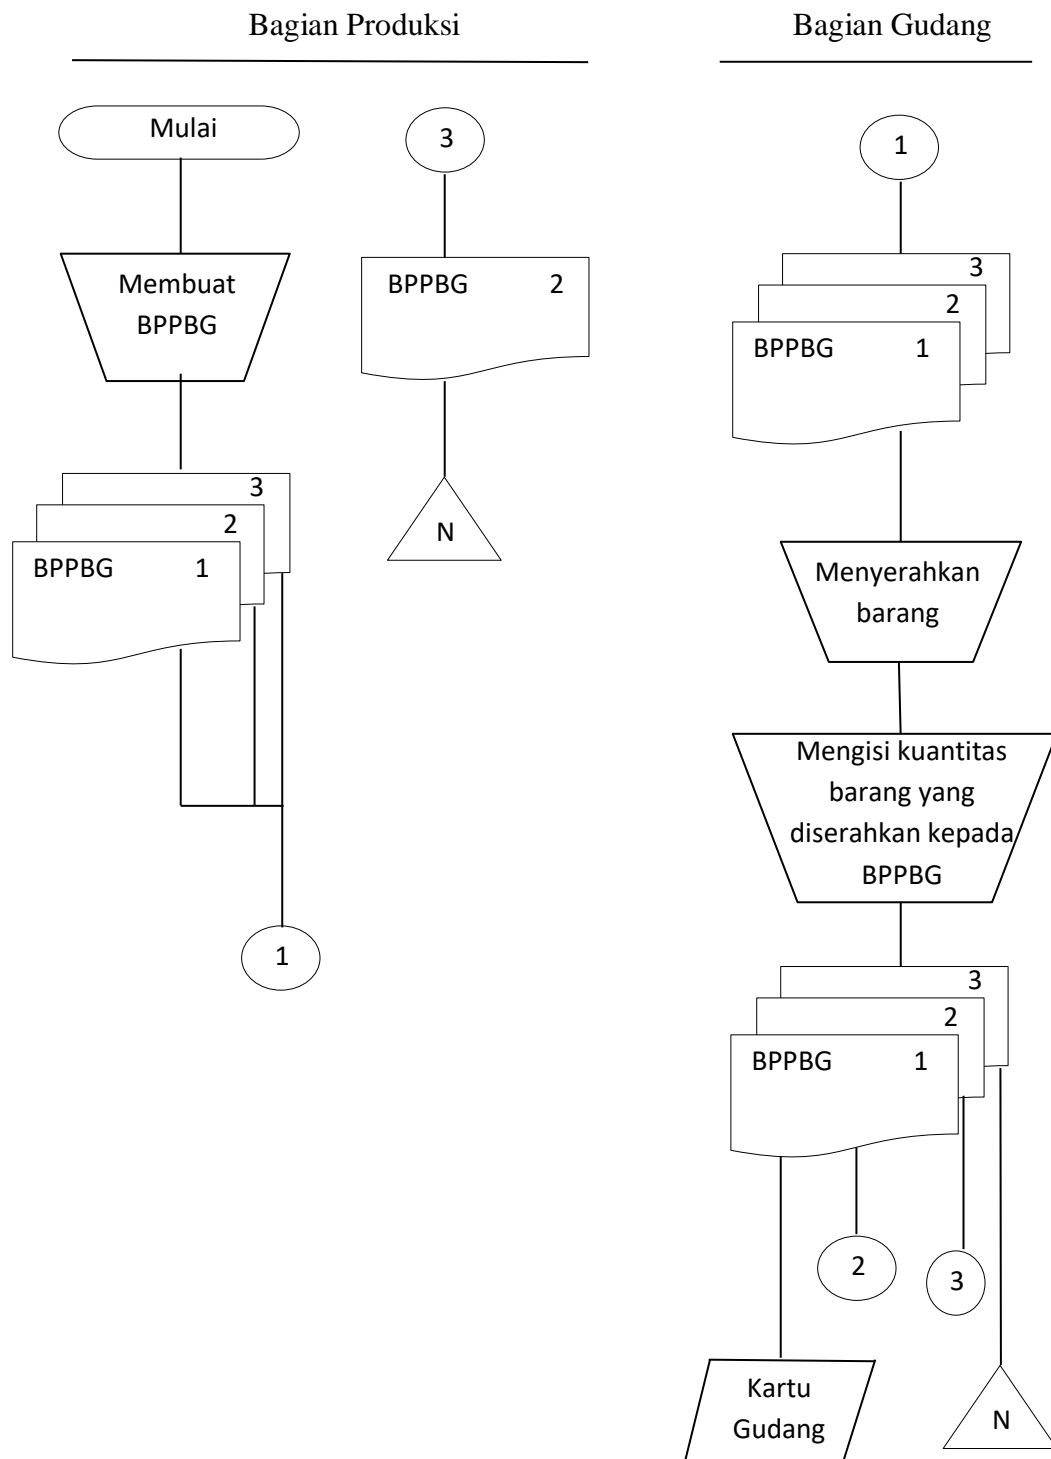 Bagian Produksi
Bagian Gudang
Mulai
Membuat
BPPBG
3
2
BPPBG 1
1
3
BPPBG 2
N
1
3
2
BPPBG 1
Menyerahkan
barang
Mengisi kuantitas
barang yang
diserahkan kepada
BPPBG
3
2
BPPBG 1
2
3
Kartu
Gudang
N